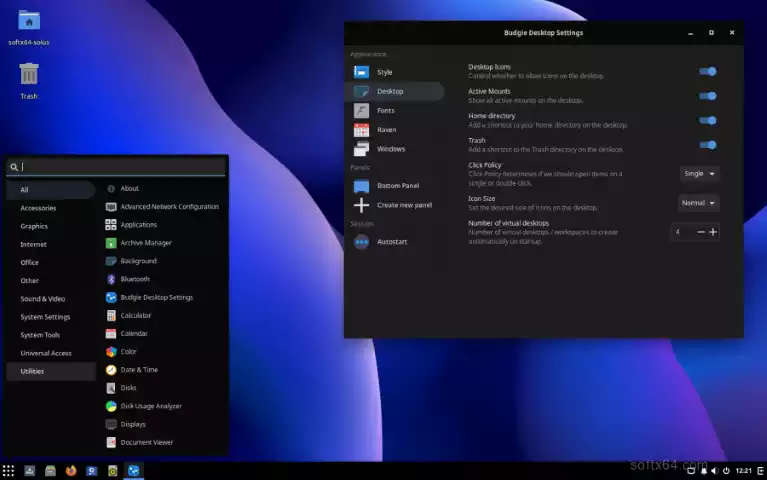 softx64-solus
Trash
All
Accessories
Graphics
Internet
Office
Other
Sound & Video
System Settings
System Tools
Universal Access
Utilities
About
Advanced Network Configuration
Applications
Archive Manager
Background
Bluetooth
Budgie Desktop Settings
Calculator
Calendar
Color
Date & Time
Disks
Disk Usage Analyzer
Displays
Document Viewer
Budgie Desktop Settings
Appearance
Style
Desktop
Fonts
Raven
Windows
Panels
Bottom Panel
Create new panel
Session
Autostart
Desktop Icons
Control whether to allow icons on the desktop.
Active Mounts
Show all active mounts on the desktop.
Home directory
Add a shortcut to your home directory on the desktop.
Trash
Add a shortcut to the Trash directory on the desktop.
Click Policy
Click Policy determines if we should open items on a
single or double click.
Single
Icon Size
Set the desired size of icons on the desktop.
Normal
Number of virtual desktops
Number of virtual desktops / workspaces to create
automatically on startup.
4
softx64.com
12:21